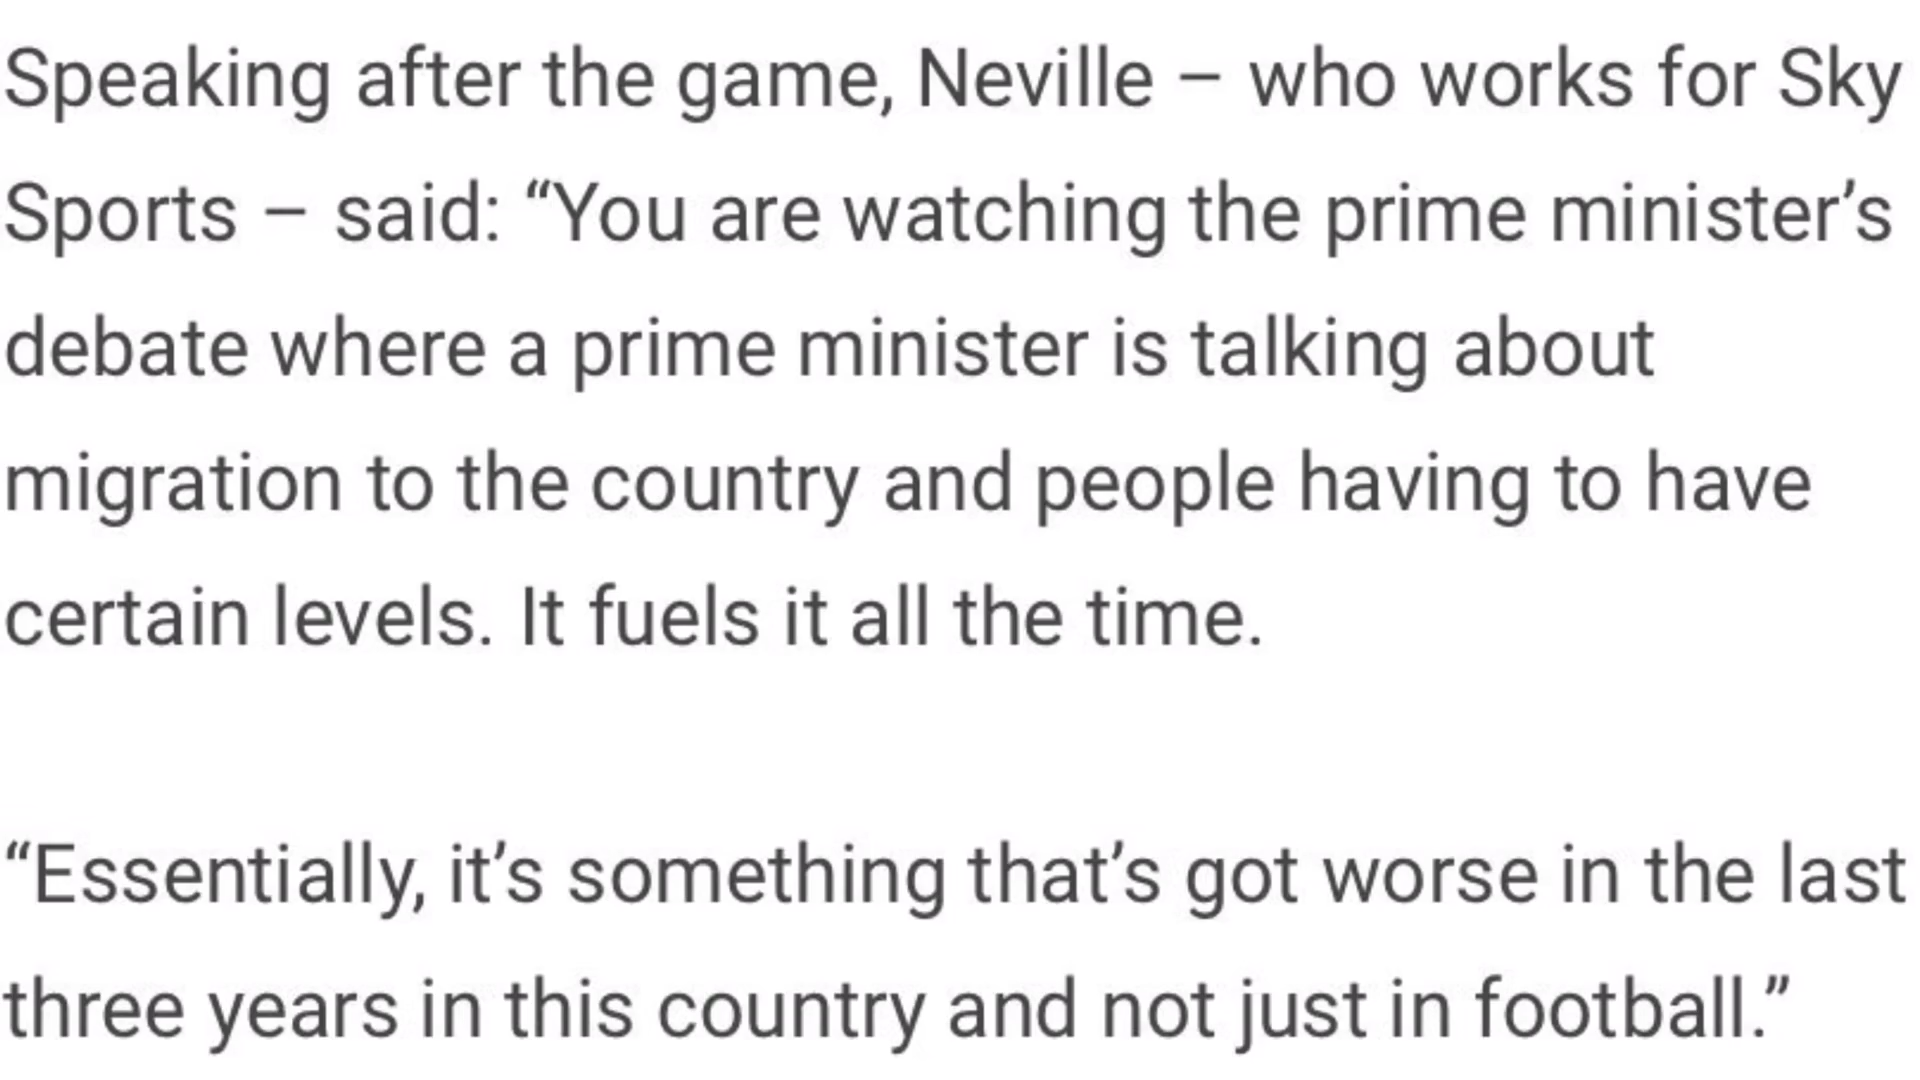 Speaking after the game, Neville – who works for Sky
Sports – said: “You are watching the prime minister’s
debate where a prime minister is talking about
migration to the country and people having to have
certain levels. It fuels it all the time.
“Essentially, it’s something that’s got worse in the last
three years in this country and not just in football.”